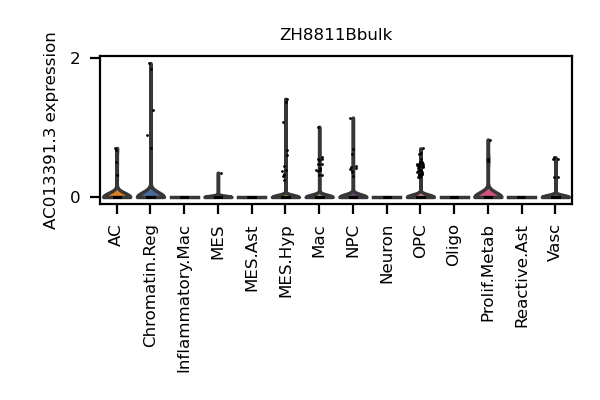 ZH8811Bbulk
AC013391.3 expression
2
0
AC
Chromatin.Reg
Inflammatory.Mac
MES
MES.Ast
MES.Hyp
Mac
NPC
Neuron
OPC
Oligo
Prolif.Metab
Reactive.Ast
Vasc